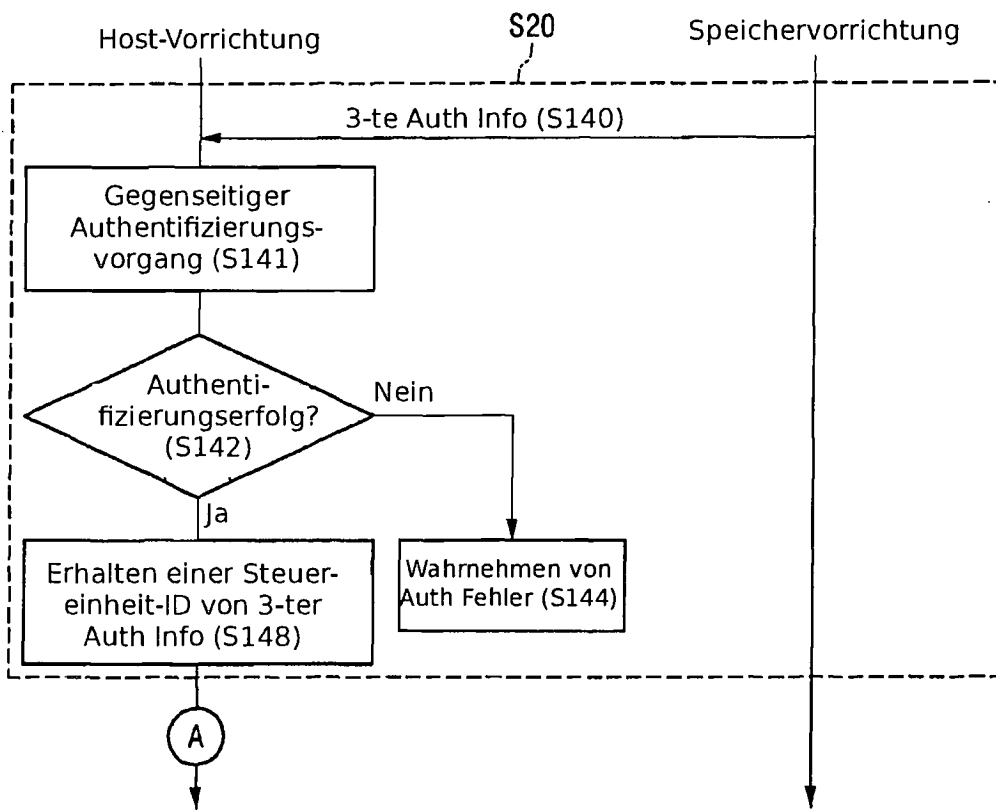 Host-Vorrichtung
S20
Speichervorrichtung
3-te Auth Info (S140)
Gegenseitiger
Authentifizierungs-
vorgang (S141)
Authenti-
fizierungserfolg?
(S142)
Nein
Ja
Erhalten einer Steuer-
einheit-ID von 3-ter
Auth Info (S148)
Wahrnehmen von
Auth Fehler (S144)
A